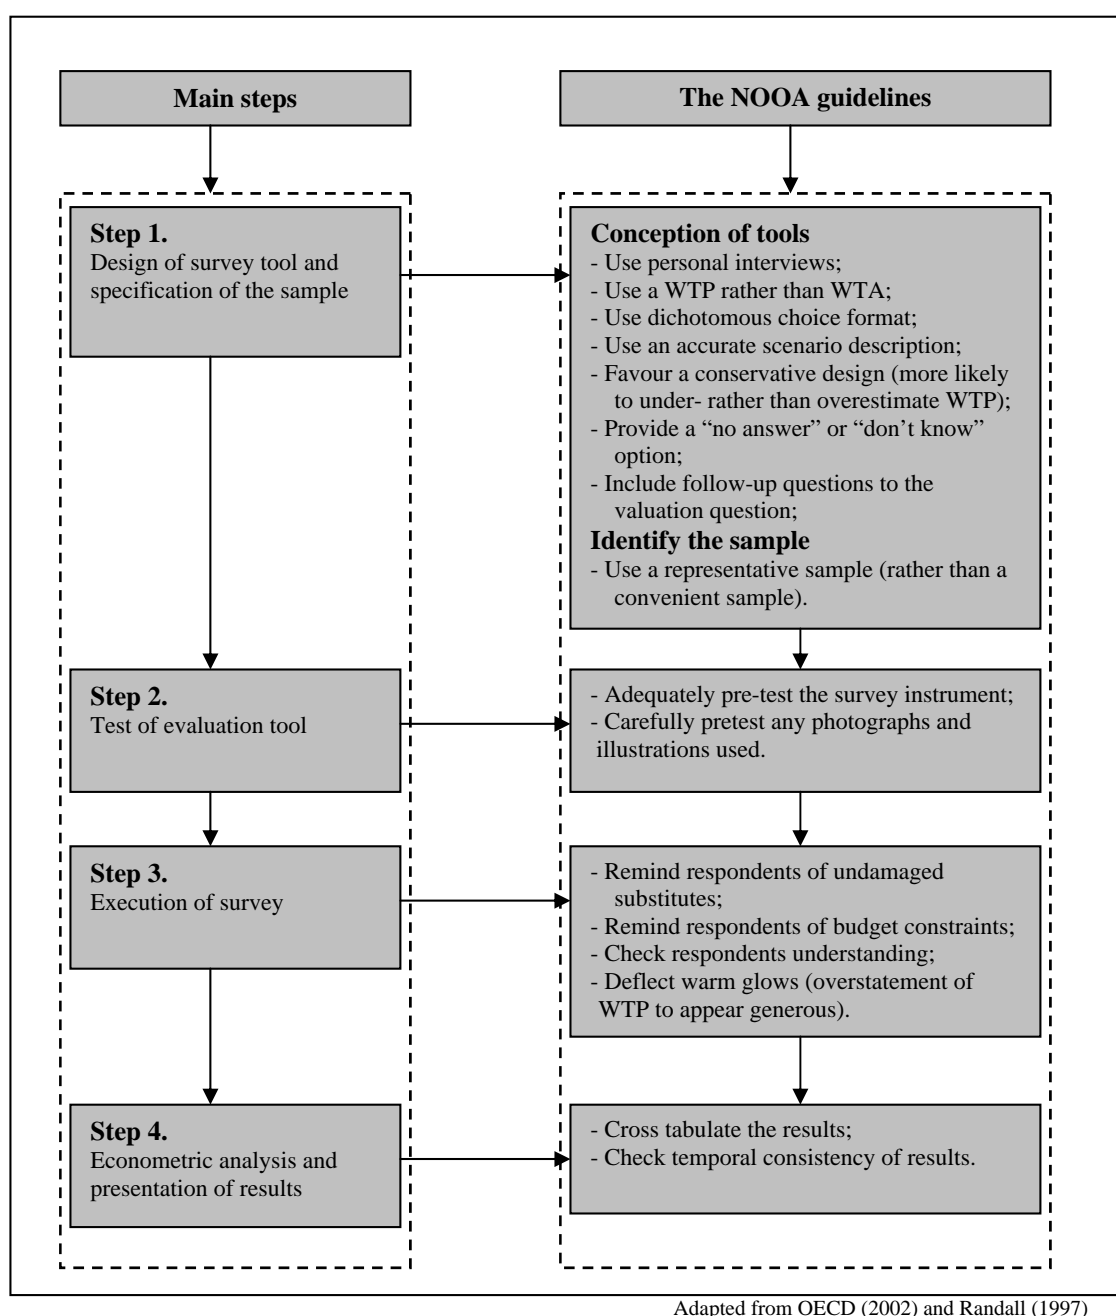 Main steps
The NOOA guidelines
Step 1.
Design of survey tool and
specification of the sample
Conception of tools
- Use personal interviews;
- Use a WTP rather than WTA;
- Use dichotomous choice format;
- Use an accurate scenario description;
- Favour a conservative design (more likely
to under- rather than overestimate WTP);
- Provide a “no answer” or “don’t know”
option;
- Include follow-up questions to the
valuation question;
Identify the sample
- Use a representative sample (rather than a
convenient sample).
Step 2.
Test of evaluation tool
- Adequately pre-test the survey instrument;
- Carefully pretest any photographs and
illustrations used.
Step 3.
Execution of survey
- Remind respondents of undamaged
substitutes;
- Remind respondents of budget constraints;
- Check respondents understanding;
- Deflect warm glows (overstatement of
WTP to appear generous).
Step 4.
Econometric analysis and
presentation of results
- Cross tabulate the results;
- Check temporal consistency of results.
Adapted from OECD (2002) and Randall (1997)